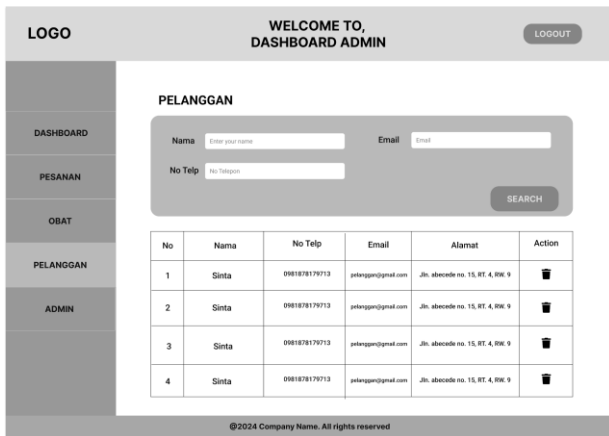 LOGO
WELCOME TO,
DASHBOARD ADMIN
LOGOUT
DASHBOARD
PESANAN
OBAT
PELANGGAN
ADMIN
PELANGGAN
Nama Enter your name Email Email
No Telp No Telepon
SEARCH
No Nama No Telp Email Alamat Action
1 Sinta 0981878179713 pelanggan@gmail.com Jln. abecede no. 15, RT. 4, RW. 9
2 Sinta 0981878179713 pelanggan@gmail.com Jln. abecede no. 15, RT. 4, RW. 9
3 Sinta 0981878179713 pelanggan@gmail.com Jln. abecede no. 15, RT. 4, RW. 9
4 Sinta 0981878179713 pelanggan@gmail.com Jln. abecede no. 15, RT. 4, RW. 9
@2024 Company Name. All rights reserved